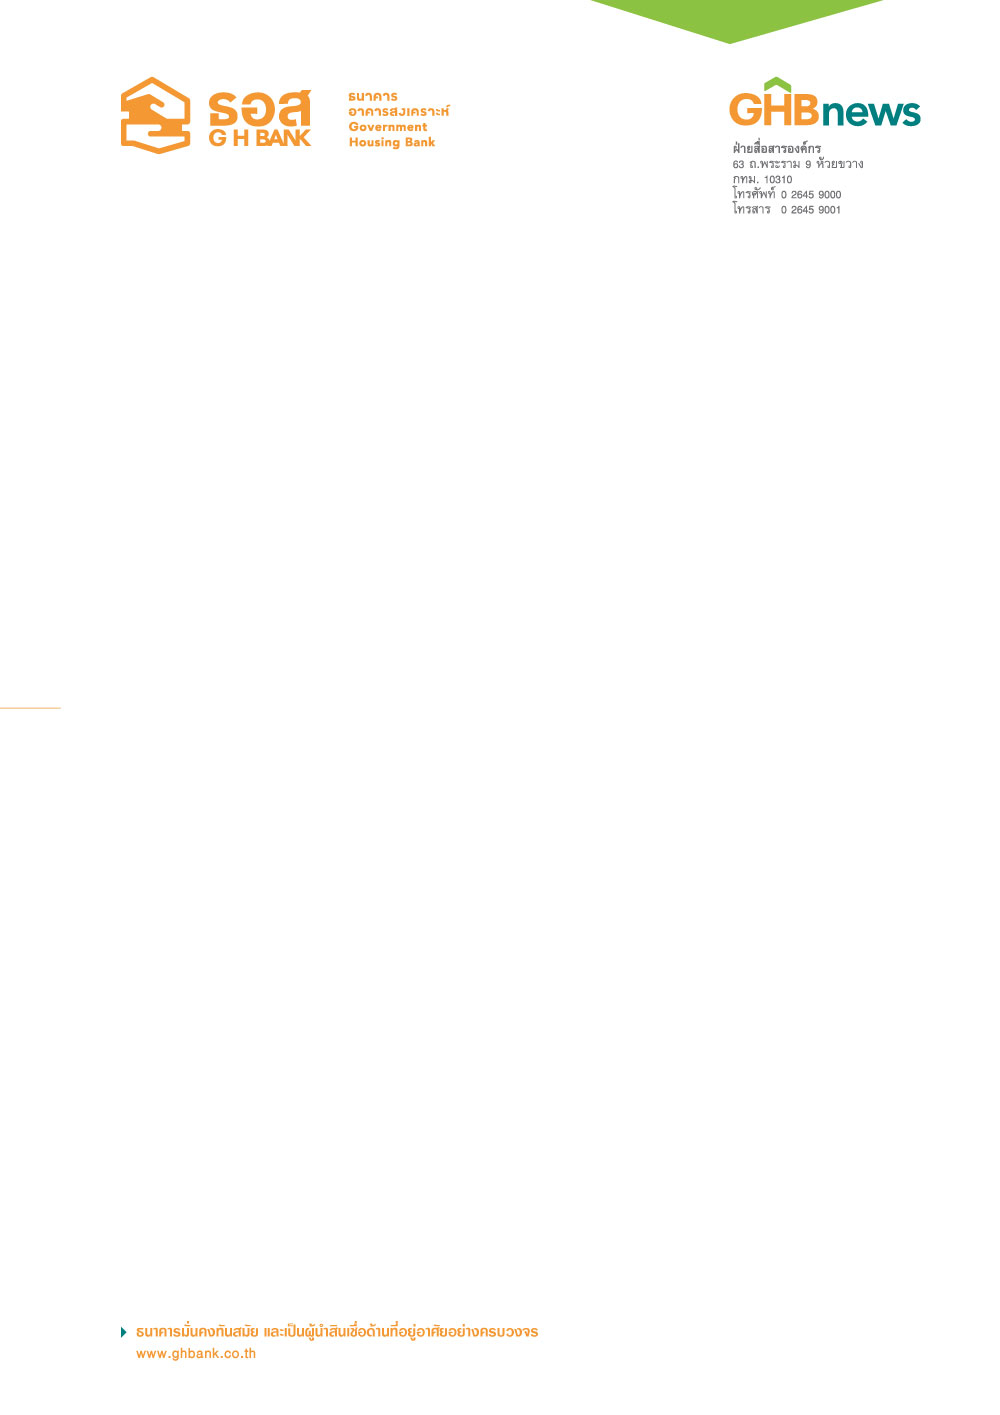 ธอส
G H BANK
ธนาคาร
อาคารสงเคราะห์
Government
Housing Bank
GHBnews
ฝ่ายสื่อสารองค์กร
63 ถ.พระราม 9 ห้วยขวาง
กทม. 10310
โทรศัพท์ 0 2645 9000
โทรสาร 0 2645 9001
ธนาคารมั่นคงทันสมัย และเป็นผู้นำสินเชื่อด้านที่อยู่อาศัยอย่างครบวงจร
www.ghbank.co.th